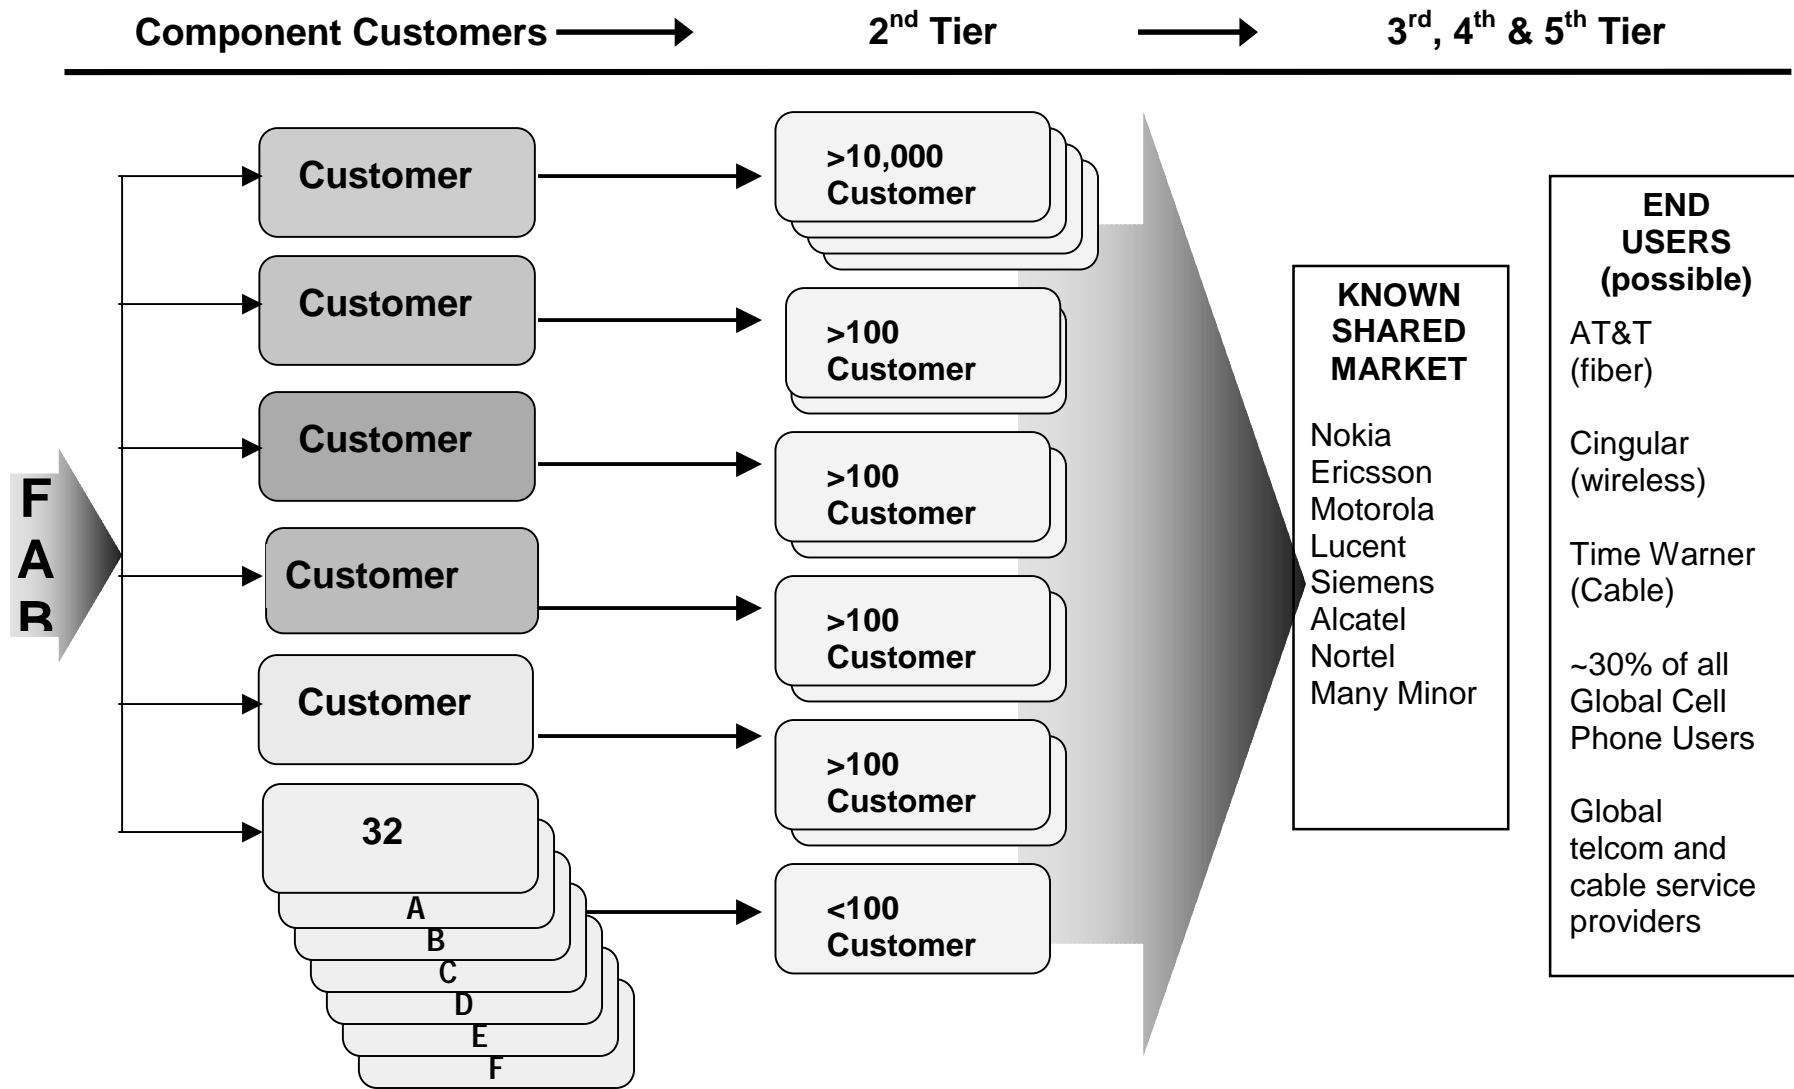 Component Customers
2nd Tier
3rd, 4th & 5th Tier
F
A
B
Customer
Customer
Customer
Customer
Customer
32
A
B
C
D
E
F
>10,000
Customer
>100
Customer
>100
Customer
>100
Customer
>100
Customer
<100
Customer
KNOWN
SHARED
MARKET
Nokia
Ericsson
Motorola
Lucent
Siemens
Alcatel
Nortel
Many Minor
END
USERS
(possible)
AT&T
(fiber)
Cingular
(wireless)
Time Warner
(Cable)
~30% of all
Global Cell
Phone Users
Global
telcom and
cable service
providers